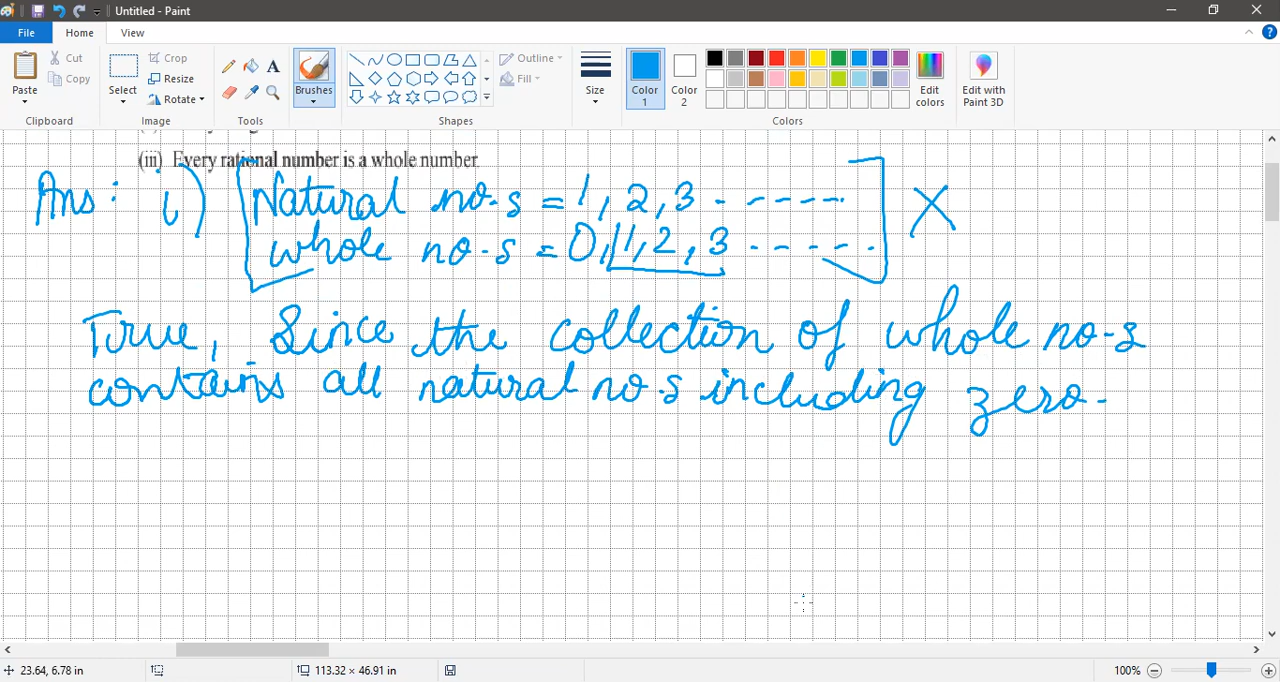 Untitled - Paint
File Home View
Paste Cut Copy Clipboard
Select Crop Resize Rotate Image
Tools
Brushes
Shapes Outline Fill
Size
Color 1 Color 2 Edit colors Edit with Paint 3D Colors
(iii) Every rational number is a whole number.
Ans: i) [Natural no.s = 1, 2, 3 - - - - - -] X
whole no.s = 0, 1, 2, 3 - - - - - -
True, Since the collection of whole no-s
contains all natural no-s including zero.
23.64, 6.78 in 113.32 × 46.91 in 100%